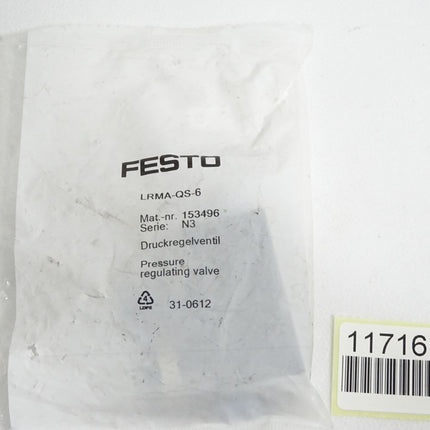 FESTO
LRMA-QS-6
Mat.-nr. 153496
Serie: N3
Druckregelventil
Pressure
regulating valve
4
LDPE
31-0612
11716